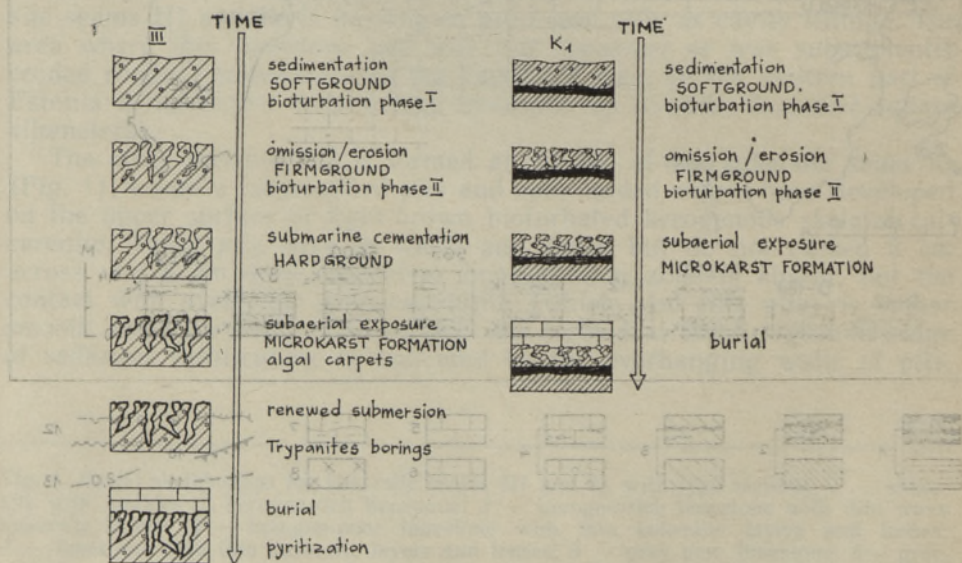 III
TIME
sedimentation
SOFTGROUND
bioturbation phase I
omission/erosion
FIRMGROUND
bioturbation phase II
submarine cementation
HARDGROUND
subaerial exposure
MICROKARST FORMATION
algal carpets
renewed submersion
Trypanites borings
burial
pyritization
K1
TIME
sedimentation
SOFTGROUND.
bioturbation phase I
omission / erosion
FIRMGROUND
bioturbation phase II
subaerial exposure
MICROKARST FORMATION
burial